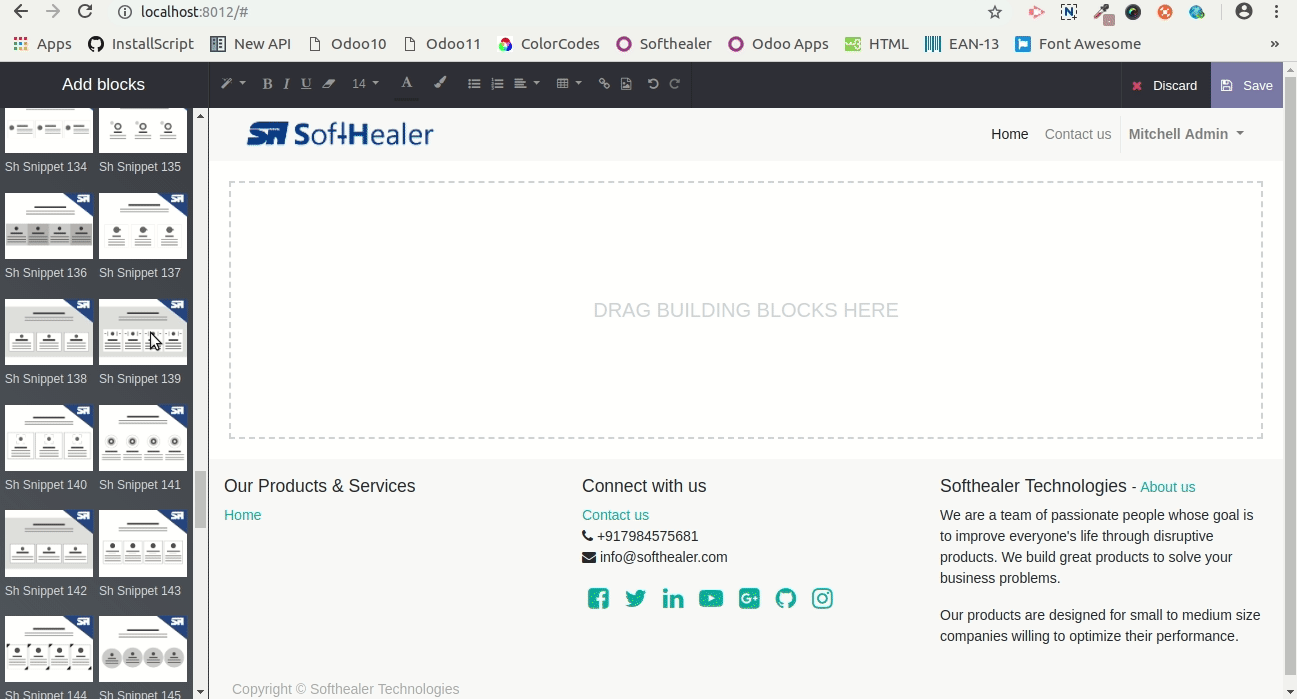 localhost:8012/#
Apps InstallScript New API Odoo10 Odoo11 ColorCodes Softhealer Odoo Apps HTML EAN-13 Font Awesome »
Add blocks
B I U 14 A
Discard Save
SH SoftHealer
Home Contact us Mitchell Admin
Sh Snippet 134 Sh Snippet 135
Sh Snippet 136 Sh Snippet 137
Sh Snippet 138 Sh Snippet 139
Sh Snippet 140 Sh Snippet 141
Sh Snippet 142 Sh Snippet 143
Sh Snippet 144 Sh Snippet 145
DRAG BUILDING BLOCKS HERE
Our Products & Services
Home
Connect with us
Contact us
+917984575681
info@softhealer.com
Softhealer Technologies - About us
We are a team of passionate people whose goal is
to improve everyone's life through disruptive
products. We build great products to solve your
business problems.
Our products are designed for small to medium size
companies willing to optimize their performance.
Copyright © Softhealer Technologies